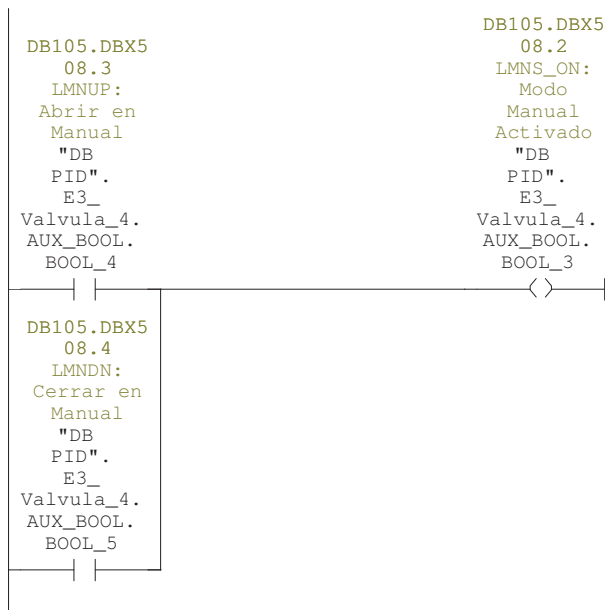 DB105.DBX5
08.3
LMNUP:
Abrir en
Manual
"DB
PID".
E3_
Valvula_4.
AUX_BOOL.
BOOL_4
DB105.DBX5
08.2
LMNS_ON:
Modo
Manual
Activado
"DB
PID".
E3_
Valvula_4.
AUX_BOOL.
BOOL_3
DB105.DBX5
08.4
LMNDN:
Cerrar en
Manual
"DB
PID".
E3_
Valvula_4.
AUX_BOOL.
BOOL_5